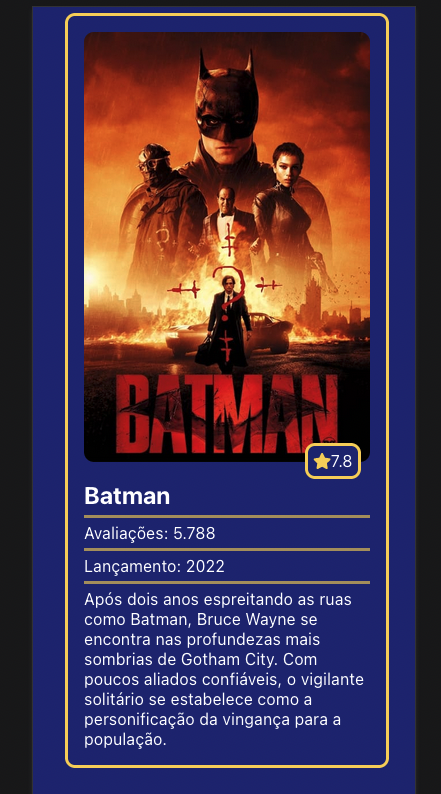 BATMAN
7.8
Batman
Avaliações: 5.788
Lançamento: 2022
Após dois anos espreitando as ruas
como Batman, Bruce Wayne se
encontra nas profundezas mais
sombrias de Gotham City. Com
poucos aliados confiáveis, o vigilante
solitário se estabelece como a
personificação da vingança para a
população.